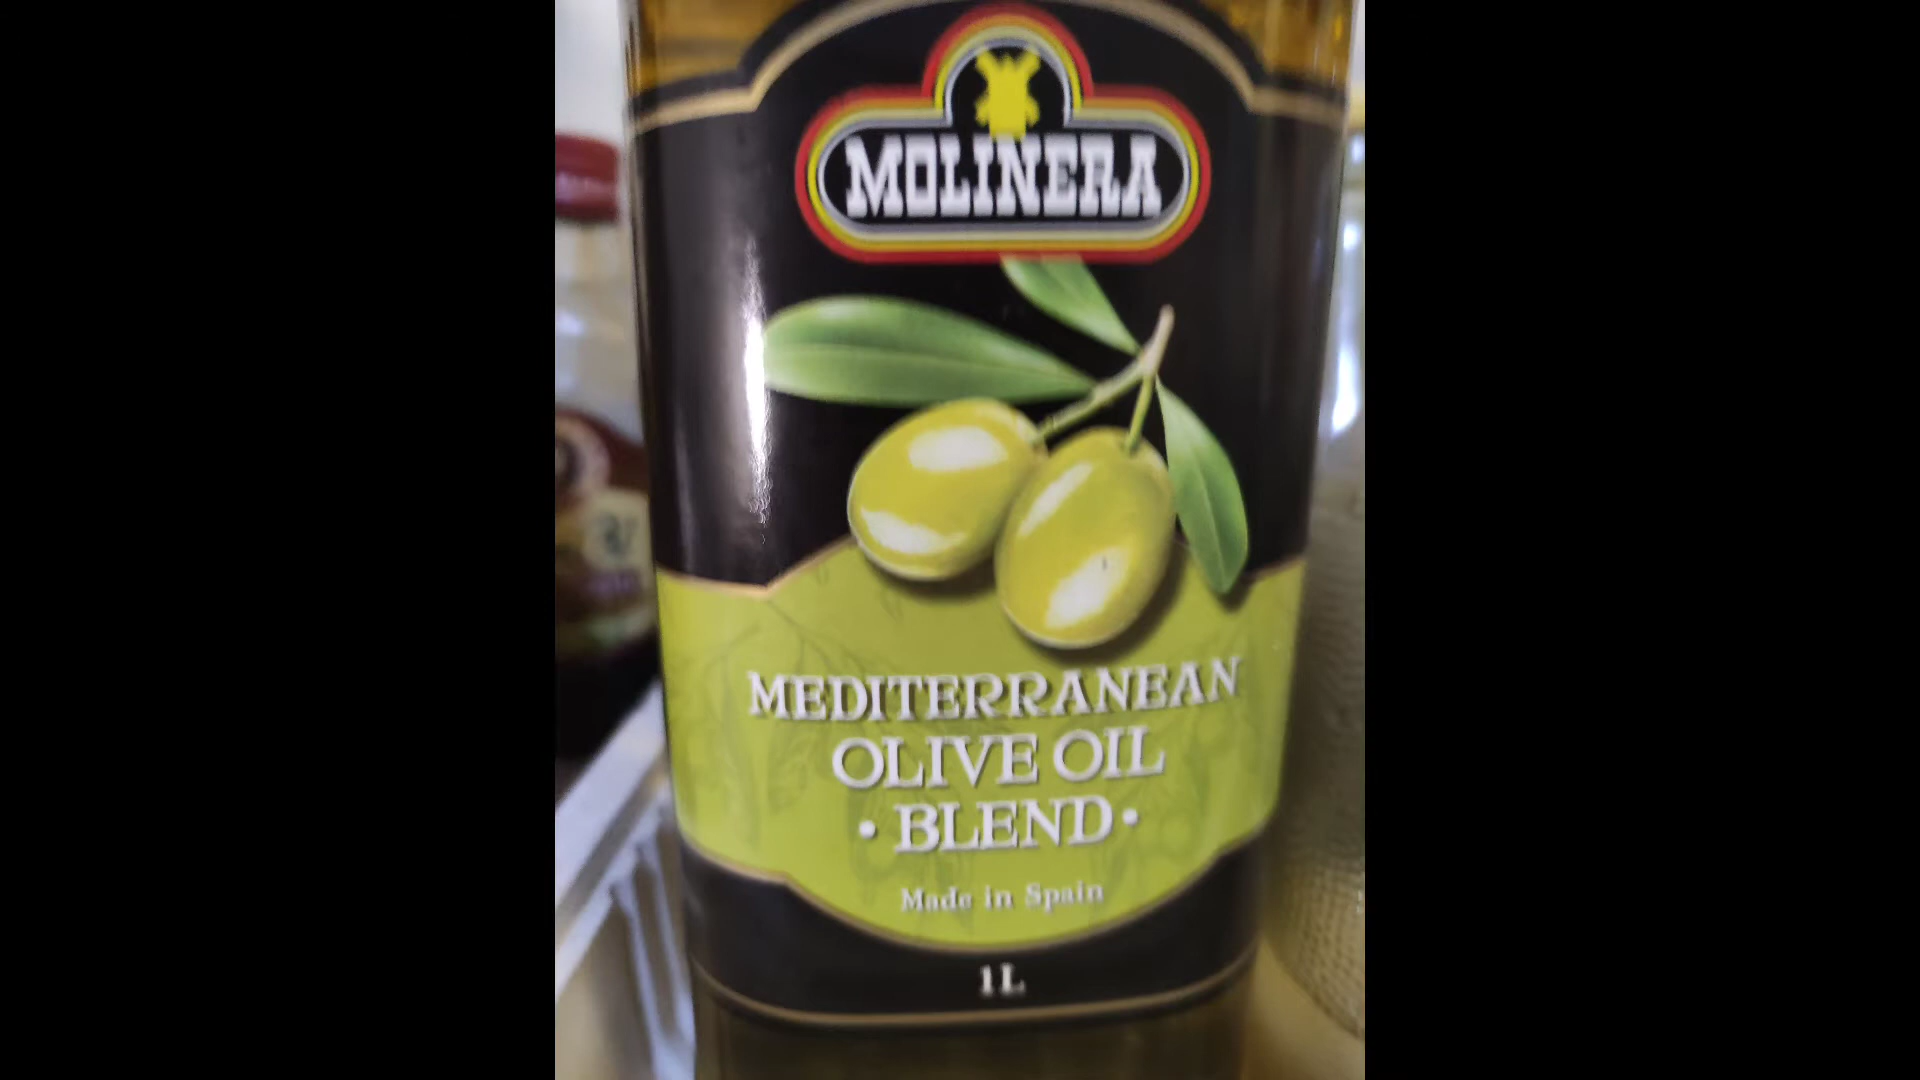 MOLINERA
MEDITERRANEAN
OLIVE OIL
• BLEND •
Made in Spain
1L